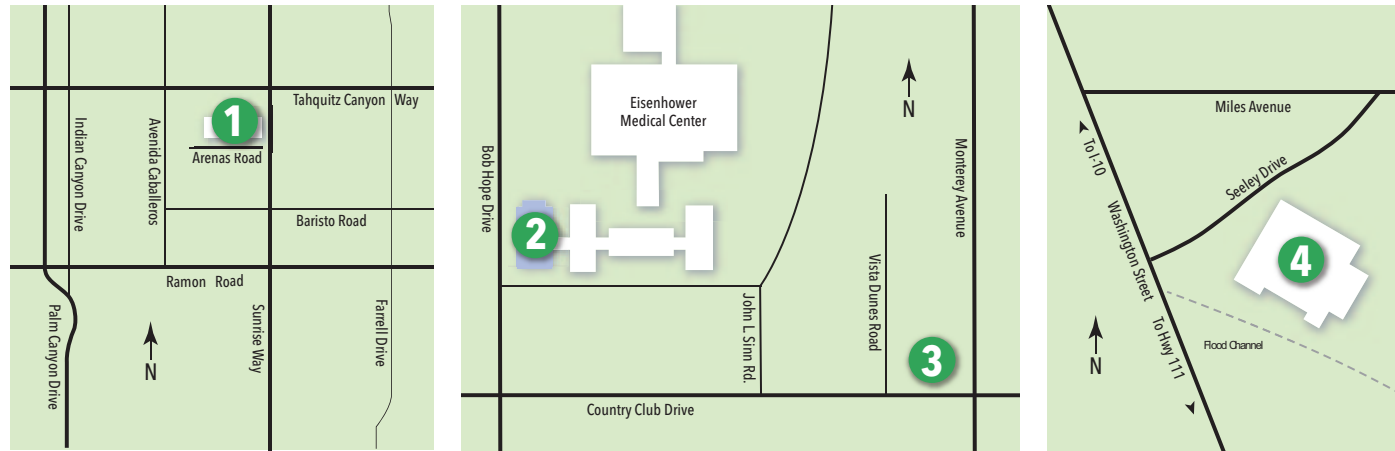 1
Tahquitz Canyon Way
Arenas Road
Indian Canyon Drive
Avenida Caballeros
Baristo Road
Ramon Road
Palm Canyon Drive
Sunrise Way
Farrell Drive
N
Eisenhower
Medical Center
N
Bob Hope Drive
Monterey Avenue
2
Vista Dunes Road
John L Sinn Rd.
3
Country Club Drive
Miles Avenue
To I-10
Seeley Drive
Washington Street
4
To Hwy 111
Flood Channel
N